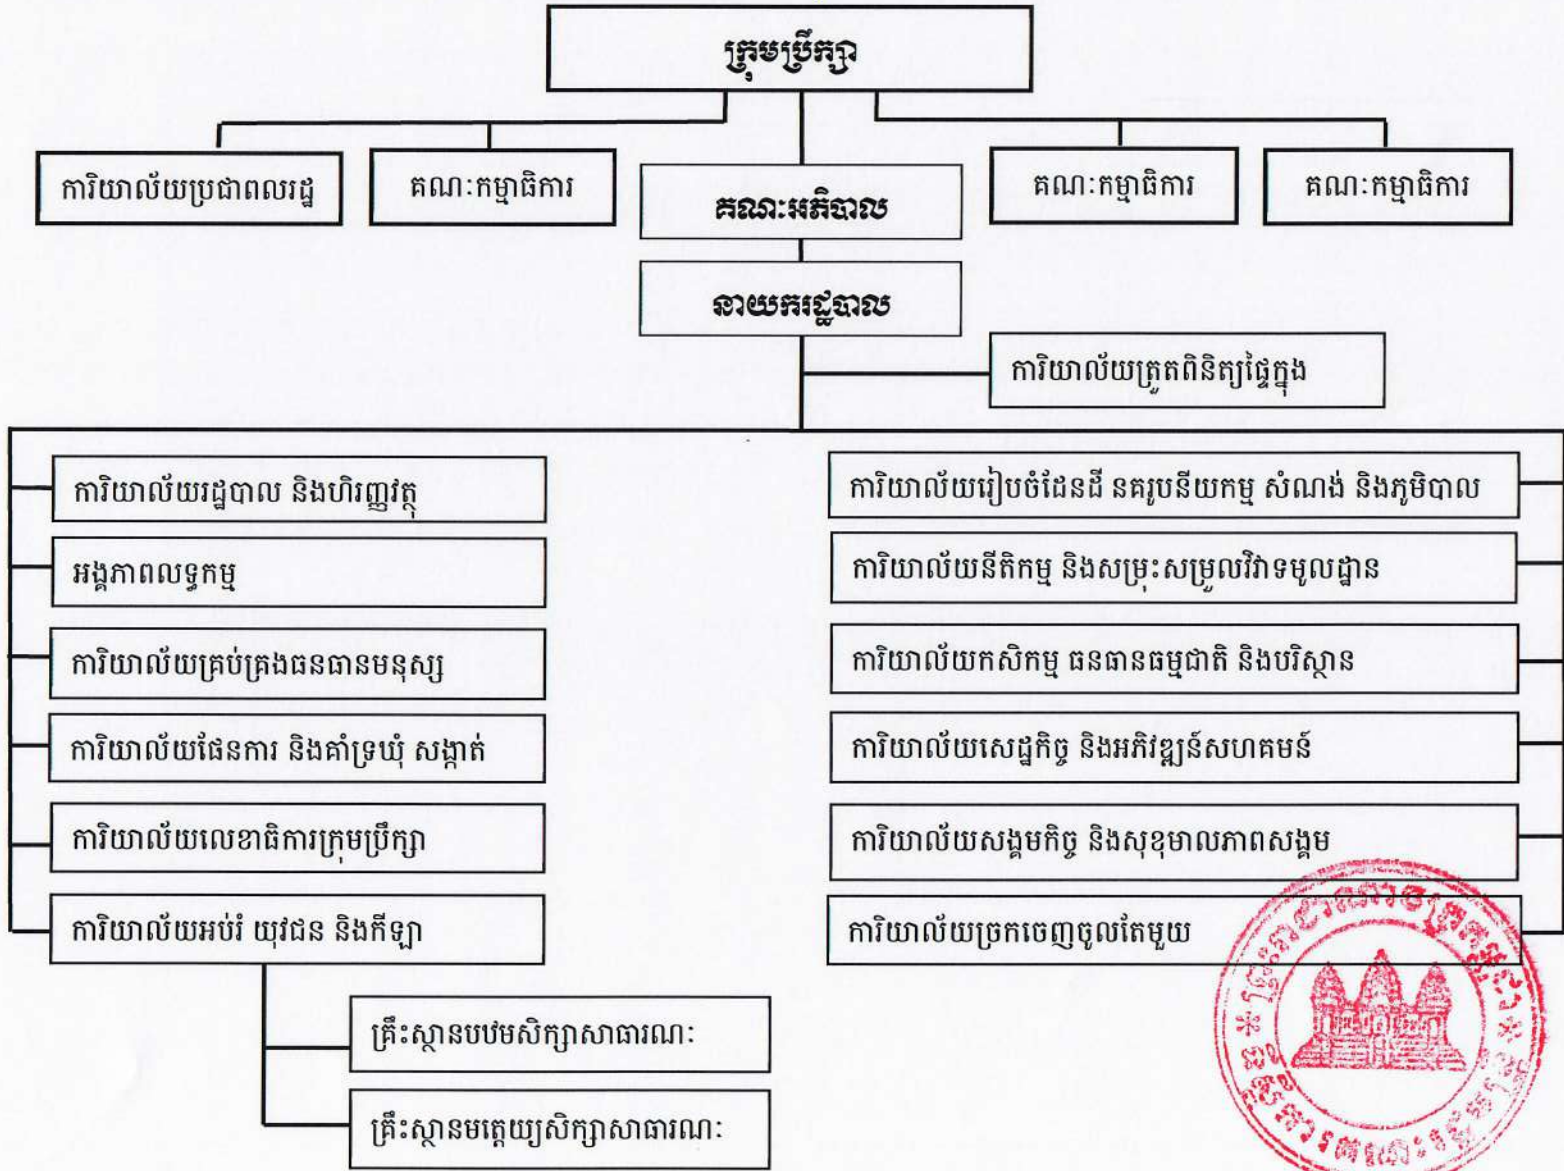 ក្រុមប្រឹក្សា
ការិយាល័យប្រជាពលរដ្ឋ
គណៈកម្មាធិការ
គណៈអភិបាល
គណៈកម្មាធិការ
គណៈកម្មាធិការ
នាយករដ្ឋបាល
ការិយាល័យត្រួតពិនិត្យផ្ទៃក្នុង
ការិយាល័យរដ្ឋបាល និងហិរញ្ញវត្ថុ
អង្គភាពលទ្ធកម្ម
ការិយាល័យគ្រប់គ្រងធនធានមនុស្ស
ការិយាល័យផែនការ និងគាំទ្រឃុំ សង្កាត់
ការិយាល័យលេខាធិការក្រុមប្រឹក្សា
ការិយាល័យអប់រំ យុវជន និងកីឡា
គ្រឹះស្ថានបឋមសិក្សាសាធារណៈ
គ្រឹះស្ថានមត្តេយ្យសិក្សាសាធារណៈ
ការិយាល័យរៀបចំដែនដី នគរូបនីយកម្ម សំណង់ និងភូមិបាល
ការិយាល័យនីតិកម្ម និងសម្រុះសម្រួលវិវាទមូលដ្ឋាន
ការិយាល័យកសិកម្ម ធនធានធម្មជាតិ និងបរិស្ថាន
ការិយាល័យសេដ្ឋកិច្ច និងអភិវឌ្ឍន៍សហគមន៍
ការិយាល័យសង្គមកិច្ច និងសុខុមាលភាពសង្គម
ការិយាល័យច្រកចេញចូលតែមួយ
ព្រះរាជាណាចក្រកម្ពុជា